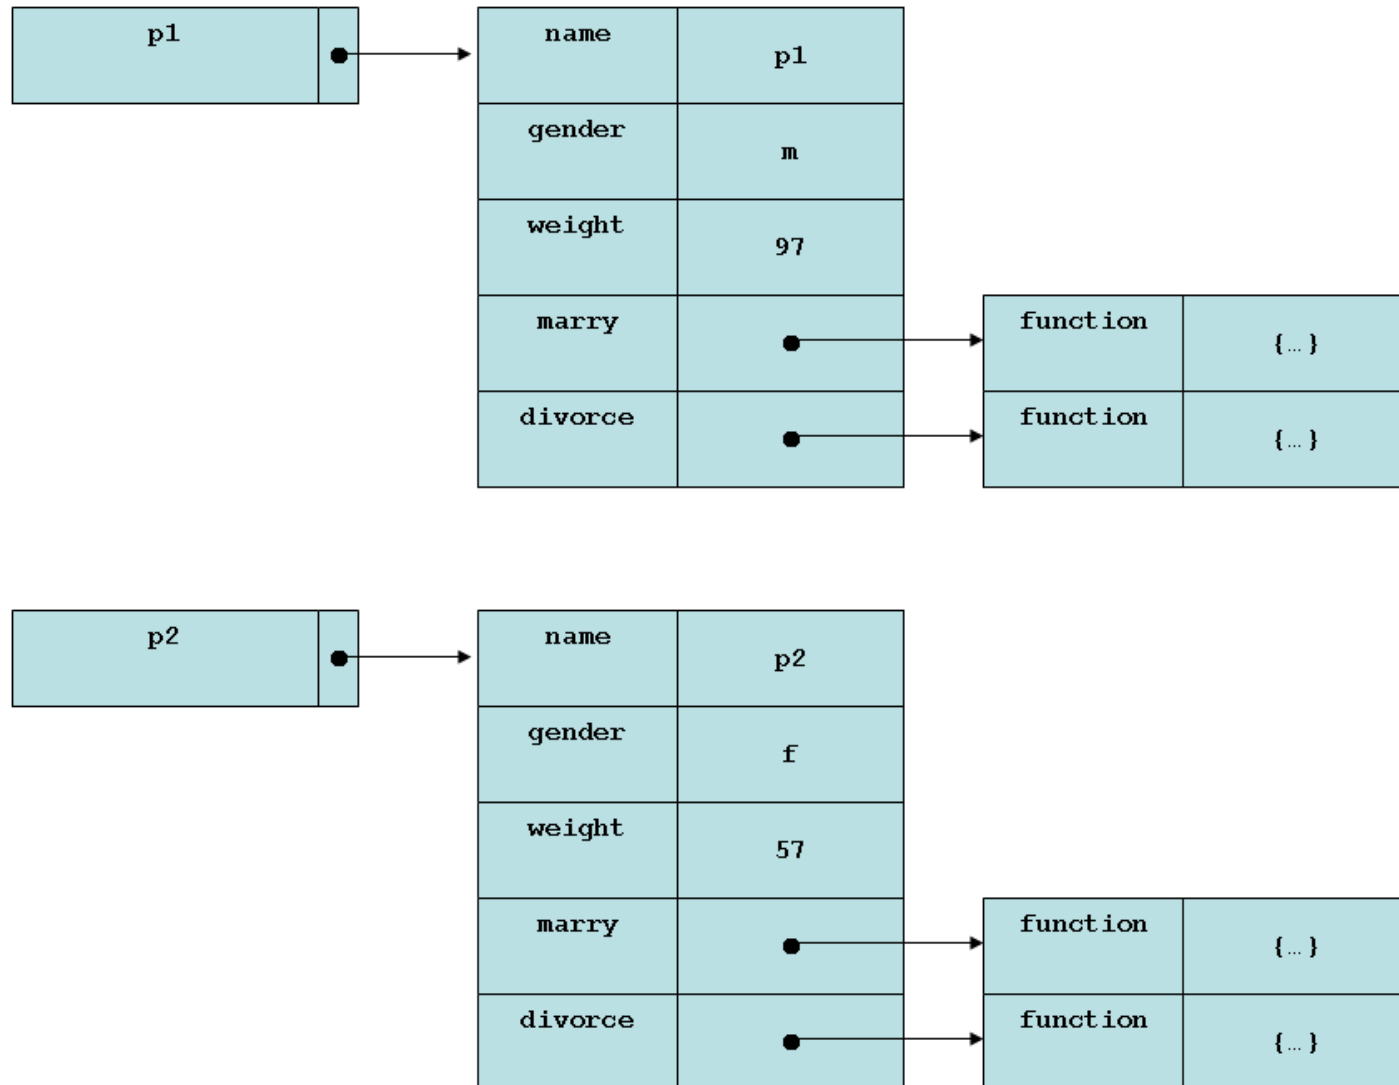 p1
name
p1
gender
m
weight
97
marry
function
{...}
divorce
function
{...}
p2
name
p2
gender
f
weight
57
marry
function
{...}
divorce
function
{...}